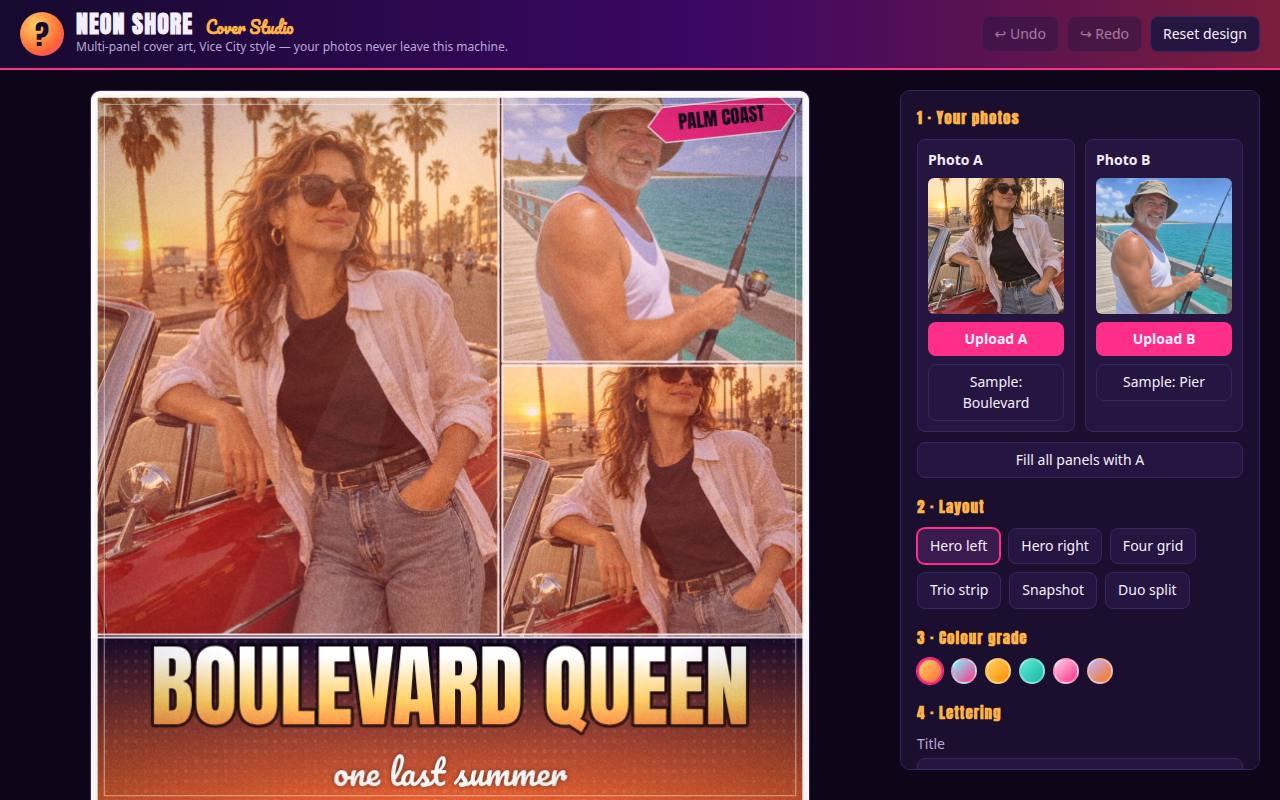 ?
NEON SHORE Cover Studio
Multi-panel cover art, Vice City style — your photos never leave this machine.
↩ Undo
↪ Redo
Reset design
PALM COAST
BOULEVARD QUEEN
one last summer
1 · Your photos
Photo A
Photo B
Upload A
Upload B
Sample:
Boulevard
Sample: Pier
Fill all panels with A
2 · Layout
Hero left
Hero right
Four grid
Trio strip
Snapshot
Duo split
3 · Colour grade
4 · Lettering
Title